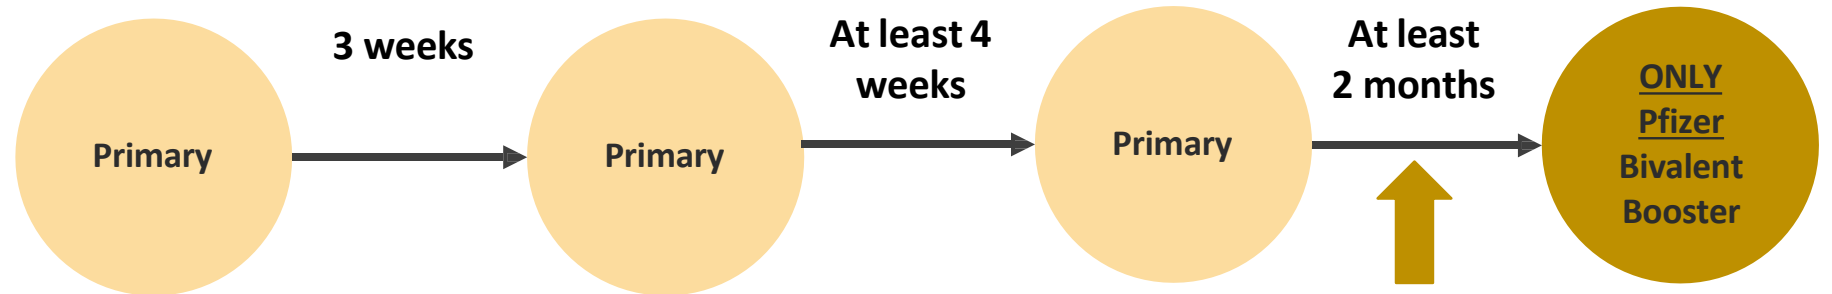 Primary
3 weeks
Primary
At least 4
weeks
Primary
At least
2 months
ONLY
Pfizer
Bivalent
Booster